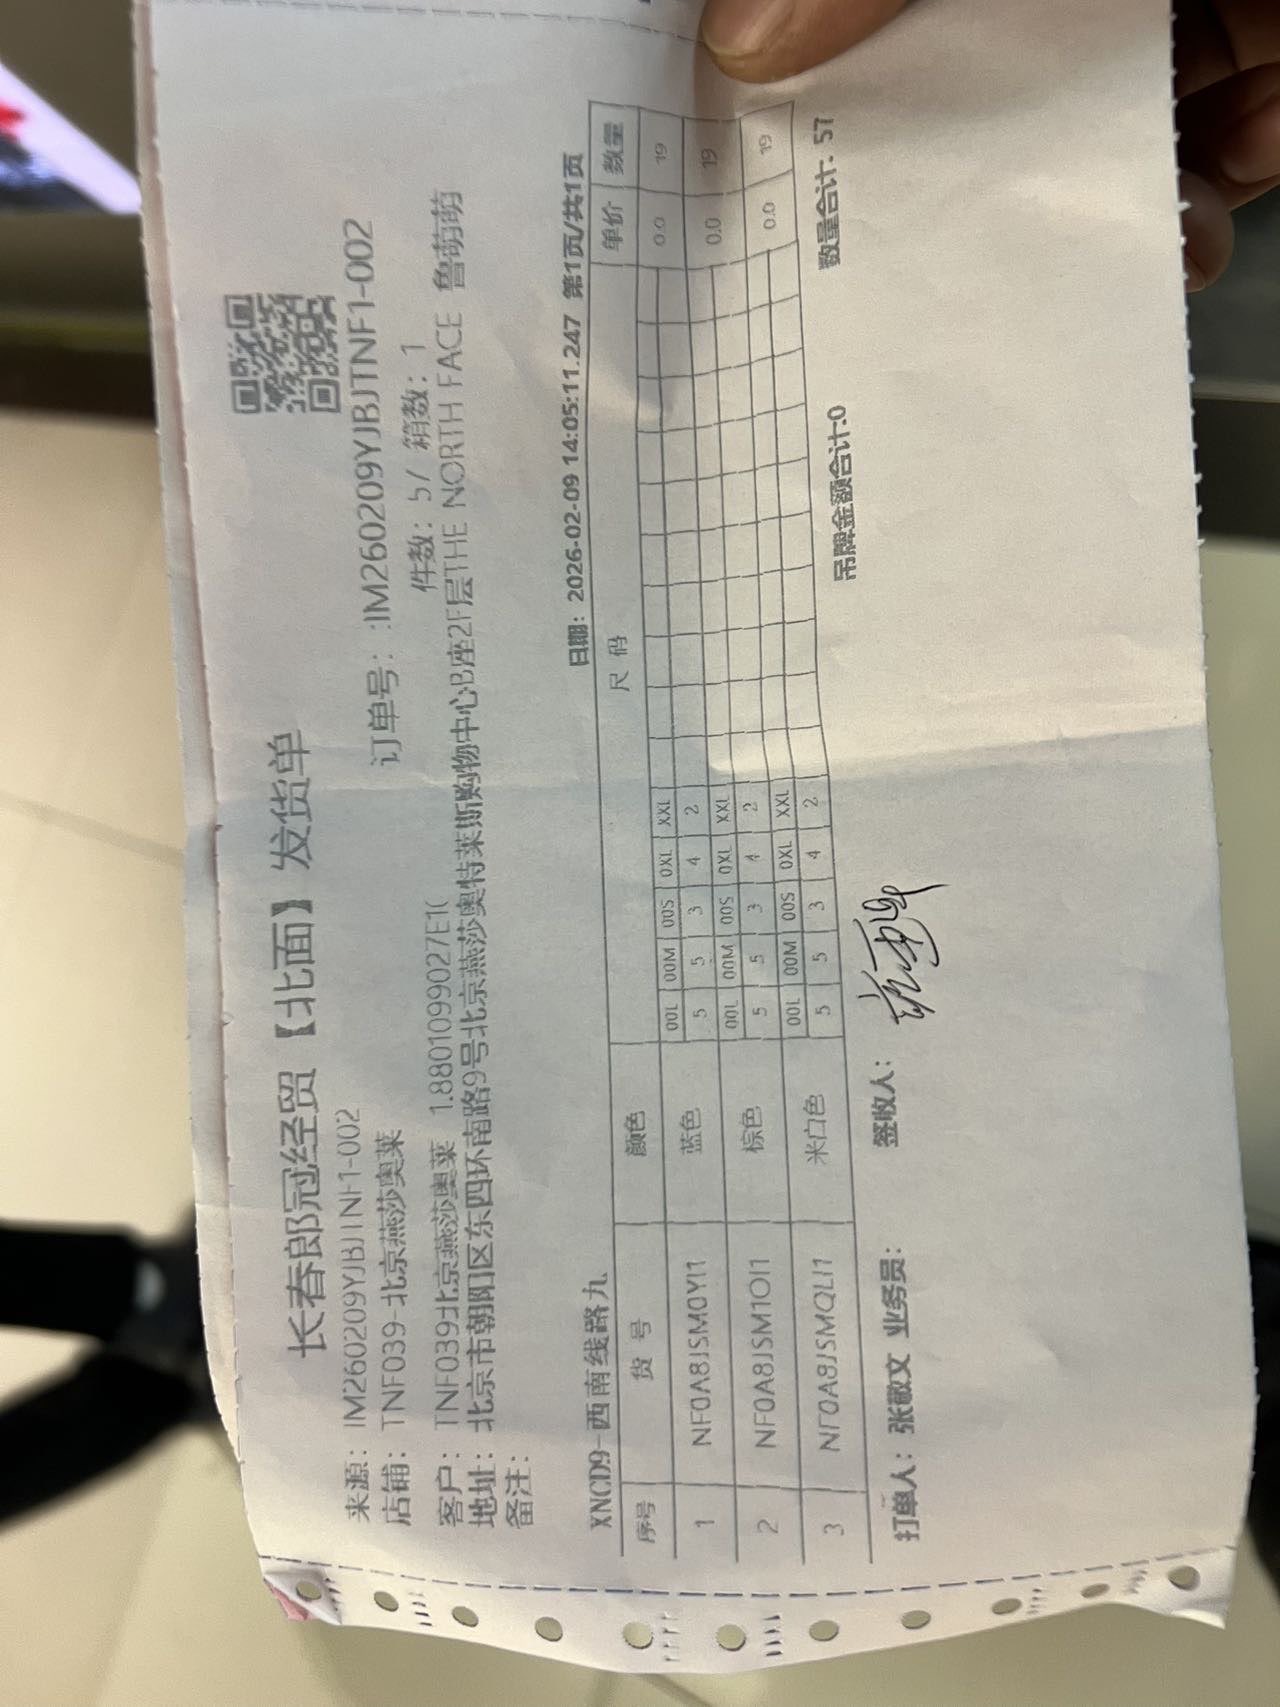 长春郎冠经贸【北面】发货单
来源：IM260209YJBJTNF1-002 订单号：:IM260209YJBJTNF1-002
店铺：TNF039-北京燕莎奥莱 件数：57 箱数：1
客户：TNF039北京燕莎奥莱 鲁萌萌
地址：北京市朝阳区东四环南路9号北京燕莎奥特莱斯购物中心B座2F层THE NORTH FACE
备注：
XNCD9-西南线路九 日期：2026-02-09 14:05:11.247 第1页/共1页
序号 货号 颜色 尺码 单价 数量
1 NF0A8JSM0YI1 蓝色 00L 00M 00S 0XL XXL 0.0 19
5 5 3 4 2
2 NF0A8JSM1OI1 棕色 00L 00M 00S 0XL XXL 0.0 19
5 5 3 4 2
3 NF0A8JSMQLI1 米白色 00L 00M 00S 0XL XXL 0.0 19
5 5 3 4 2
吊牌金额合计:0 数量合计：57
打单人：张敬文 业务员： 签收人：